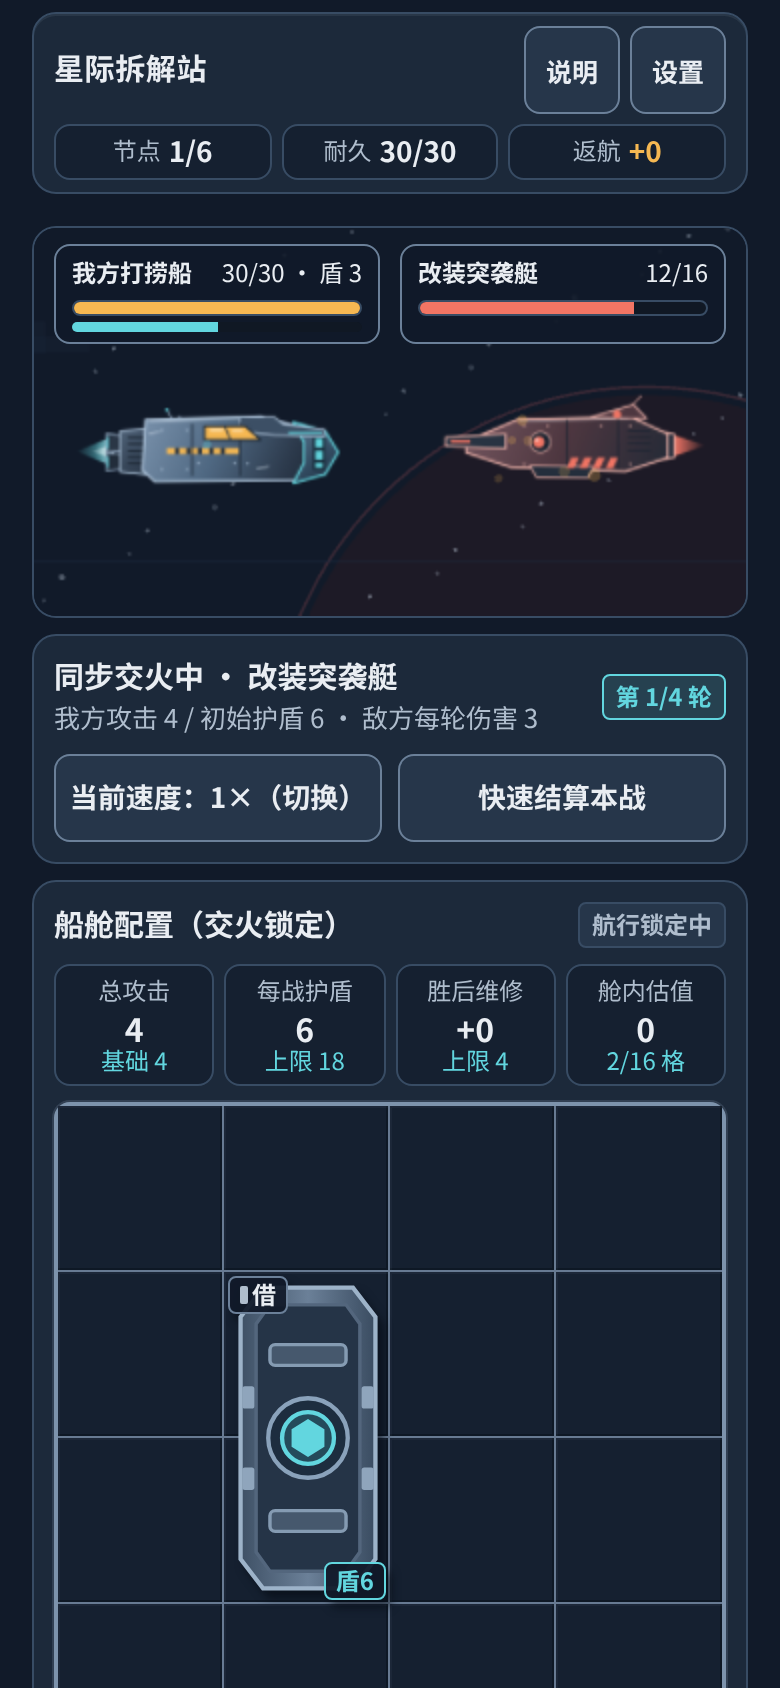 星际拆解站
说明
设置
节点 1/6
耐久 30/30
返航 +0
我方打捞船 30/30 · 盾 3
改装突袭艇 12/16
同步交火中 · 改装突袭艇
我方攻击 4 / 初始护盾 6 · 敌方每轮伤害 3
第 1/4 轮
当前速度：1×（切换）
快速结算本战
船舱配置（交火锁定）
航行锁定中
总攻击
4
基础 4
每战护盾
6
上限 18
胜后维修
+0
上限 4
舱内估值
0
2/16 格
借
盾6